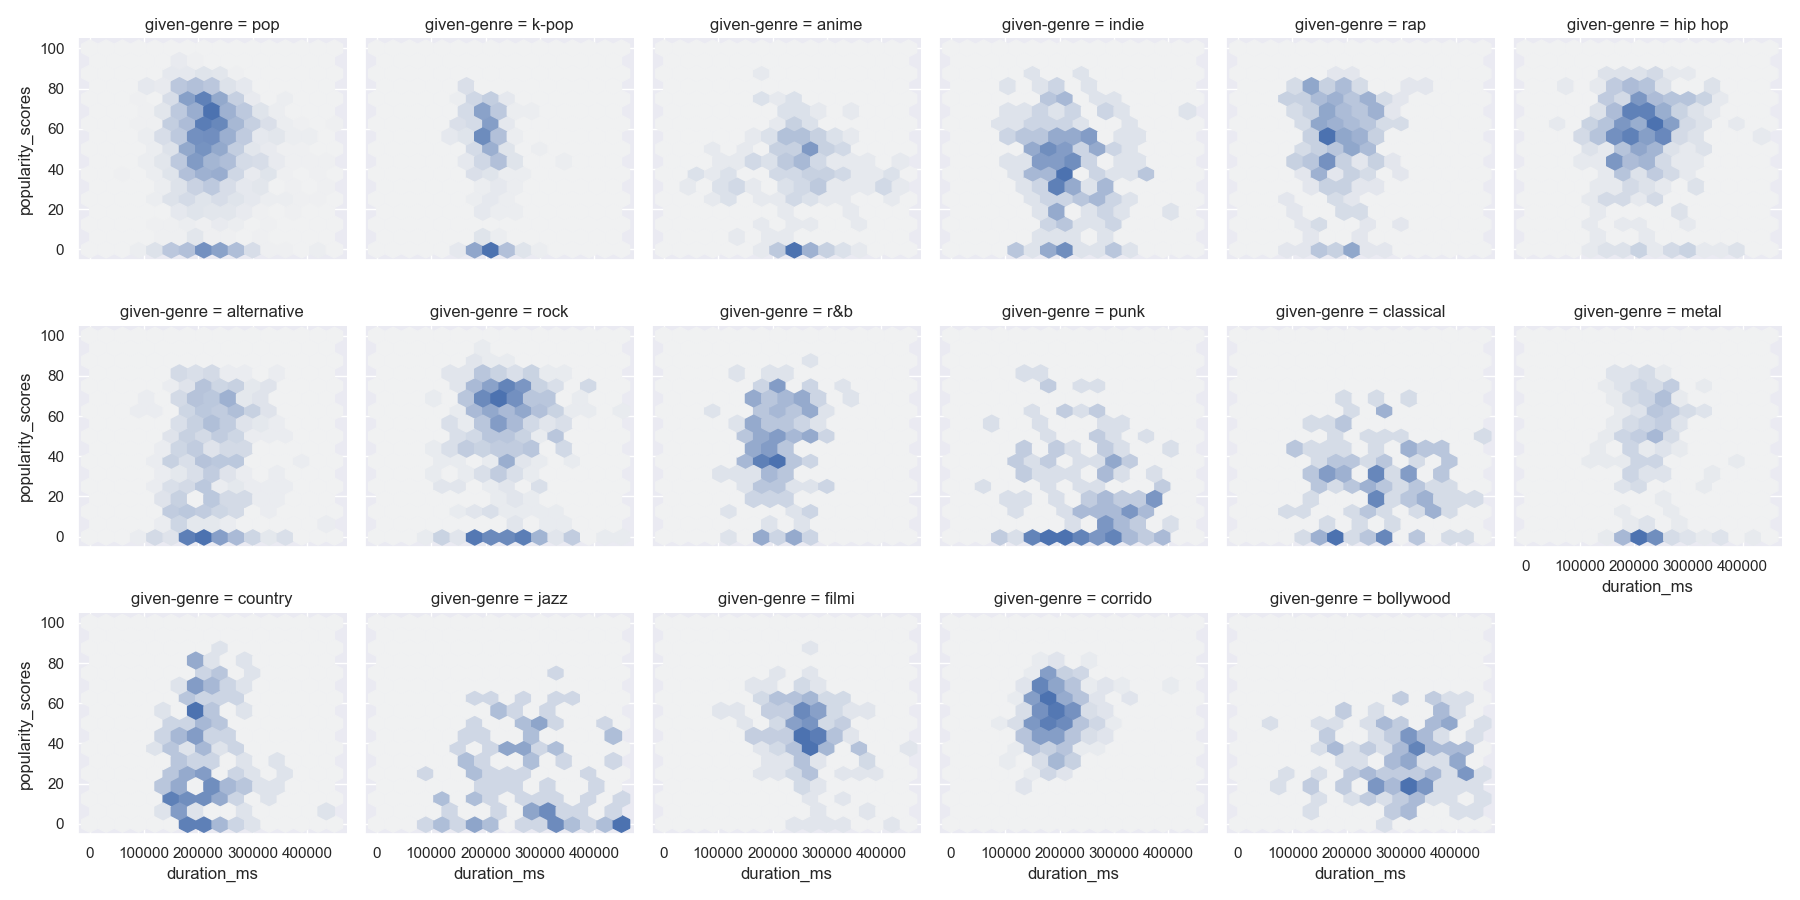 given-genre = pop given-genre = k-pop given-genre = anime given-genre = indie given-genre = rap given-genre = hip hop
100
80
60
40
20
0
popularity_scores
given-genre = alternative given-genre = rock given-genre = r&b given-genre = punk given-genre = classical given-genre = metal
100
80
60
40
20
0
popularity_scores
0 100000 200000 300000 400000
duration_ms
given-genre = country given-genre = jazz given-genre = filmi given-genre = corrido given-genre = bollywood
100
80
60
40
20
0
popularity_scores
0 100000 200000 300000 400000 0 100000 200000 300000 400000 0 100000 200000 300000 400000 0 100000 200000 300000 400000 0 100000 200000 300000 400000
duration_ms duration_ms duration_ms duration_ms duration_ms